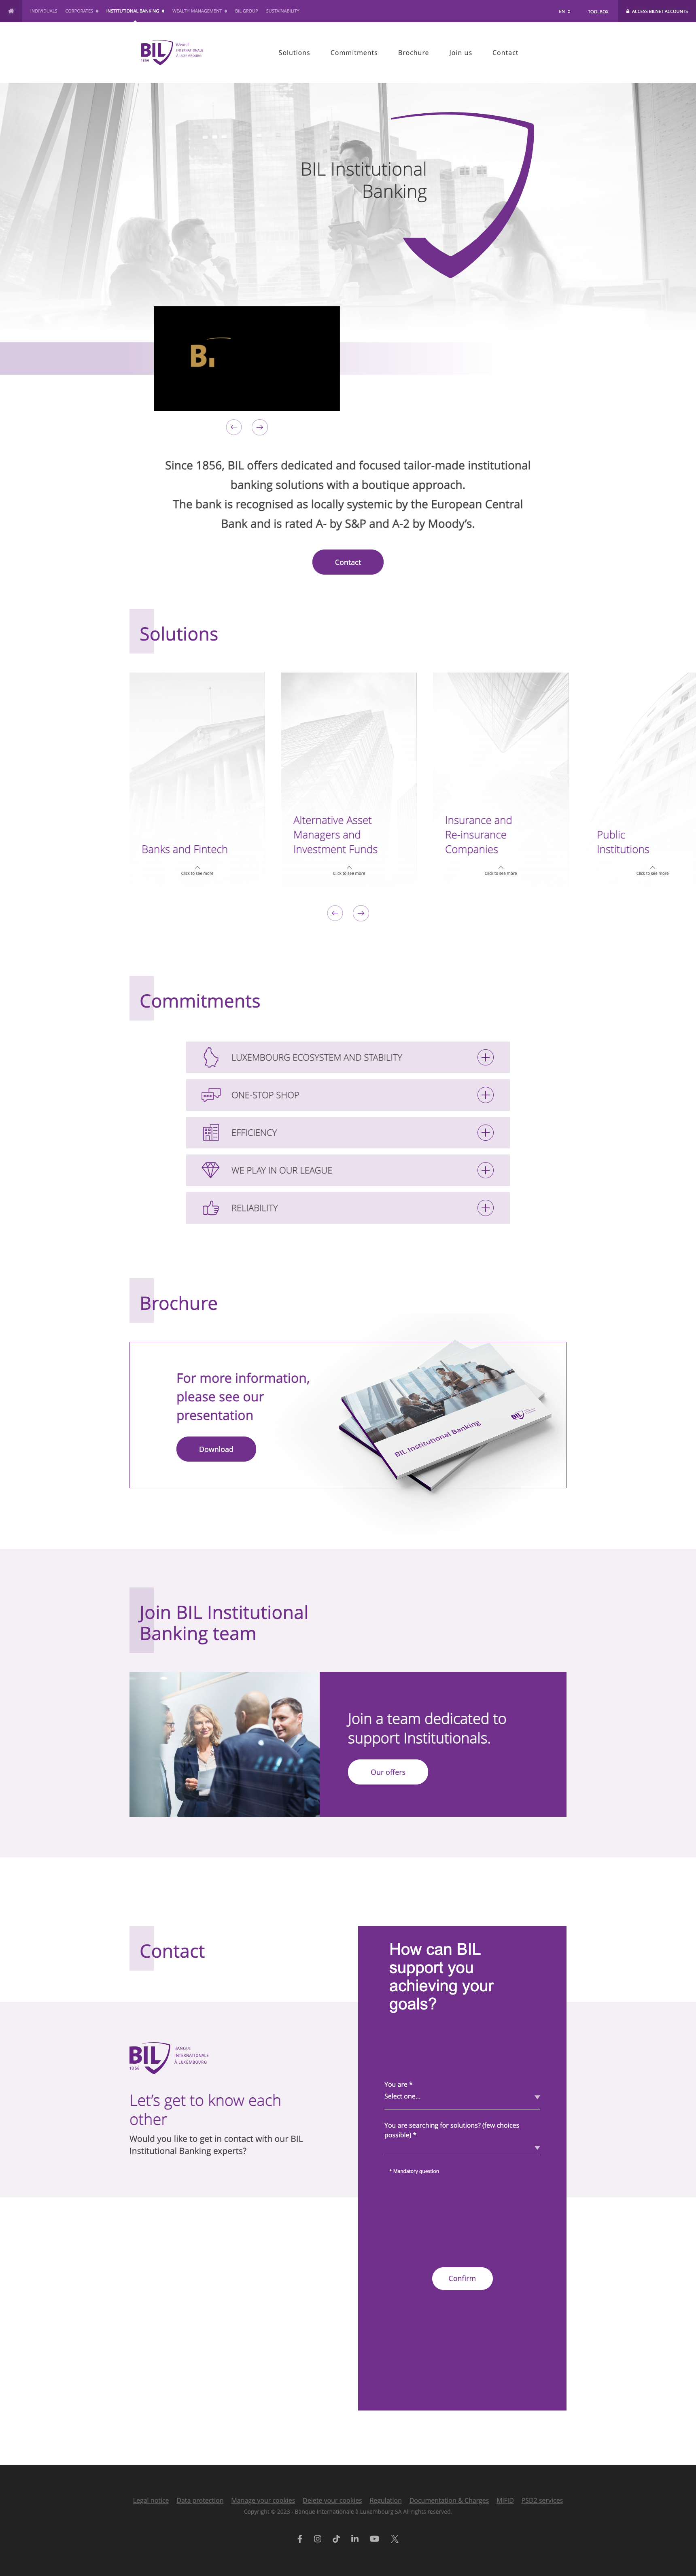 INDIVIDUALS CORPORATES INSTITUTIONAL BANKING WEALTH MANAGEMENT BIL GROUP SUSTAINABILITY EN TOOLBOX ACCESS BILNET ACCOUNTS
BIL
1856
BANQUE
INTERNATIONALE
À LUXEMBOURG
Solutions Commitments Brochure Join us Contact
BIL Institutional
Banking
BI
Since 1856, BIL offers dedicated and focused tailor-made institutional
banking solutions with a boutique approach.
The bank is recognised as locally systemic by the European Central
Bank and is rated A- by S&P and A-2 by Moody’s.
Contact
Solutions
Banks and Fintech
Click to see more
Alternative Asset
Managers and
Investment Funds
Click to see more
Insurance and
Re-insurance
Companies
Click to see more
Public
Institutions
Click to see more
Commitments
LUXEMBOURG ECOSYSTEM AND STABILITY
ONE-STOP SHOP
EFFICIENCY
WE PLAY IN OUR LEAGUE
RELIABILITY
Brochure
For more information,
please see our
presentation
Download
BIL Institutional Banking
BIL
Join BIL Institutional
Banking team
Join a team dedicated to
support Institutionals.
Our offers
Contact
BIL
1856
BANQUE
INTERNATIONALE
À LUXEMBOURG
Let’s get to know each
other
Would you like to get in contact with our BIL
Institutional Banking experts?
How can BIL
support you
achieving your
goals?
You are *
Select one...
You are searching for solutions? (few choices
possible) *
* Mandatory question
Confirm
Legal notice Data protection Manage your cookies Delete your cookies Regulation Documentation & Charges MiFID PSD2 services
Copyright © 2023 - Banque Internationale à Luxembourg SA All rights reserved.